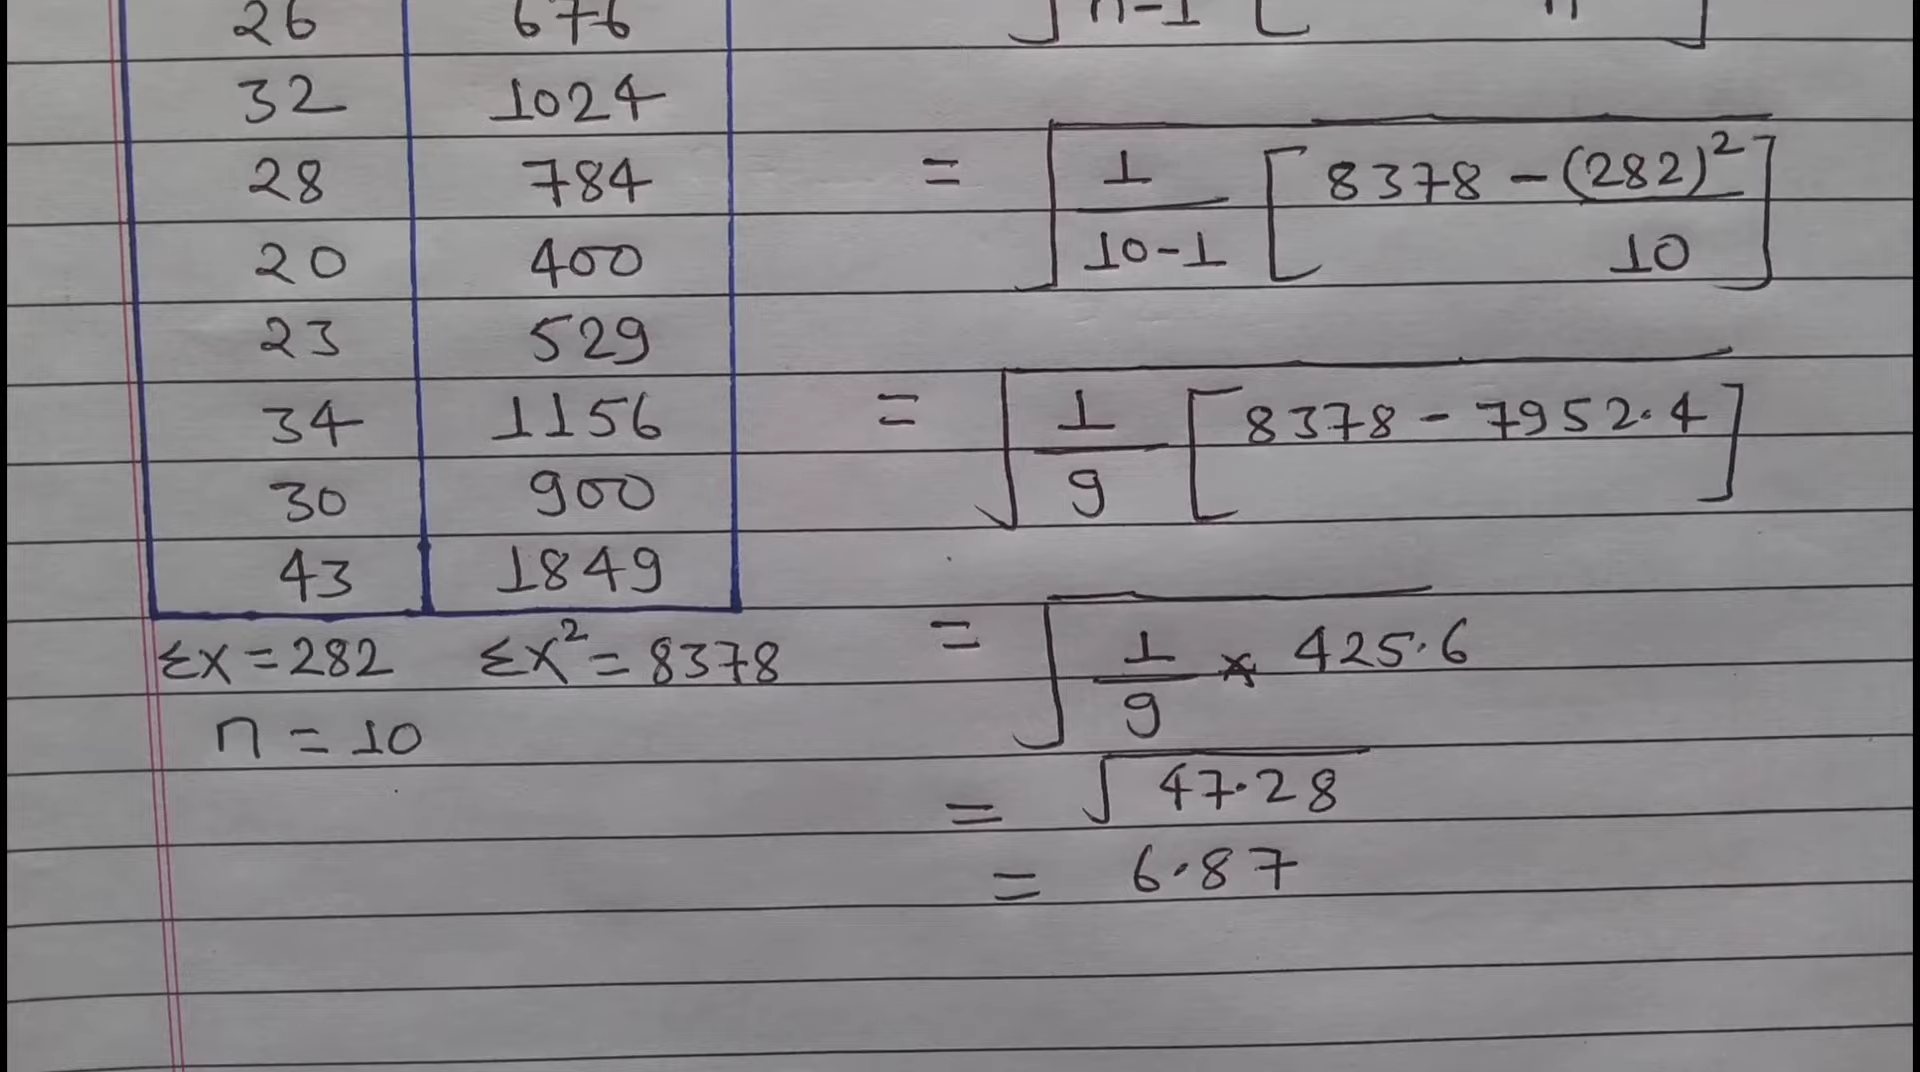 26 676
32 1024
28 784
20 400
23 529
34 1156
30 900
43 1849
Σx = 282 Σx² = 8378
n = 10
n-1 [ n ]
= √ 1/10-1 [ 8378 - (282)²/10 ]
= √ 1/9 [ 8378 - 7952.4 ]
= √ 1/9 × 425.6
= √ 47.28
= 6.87